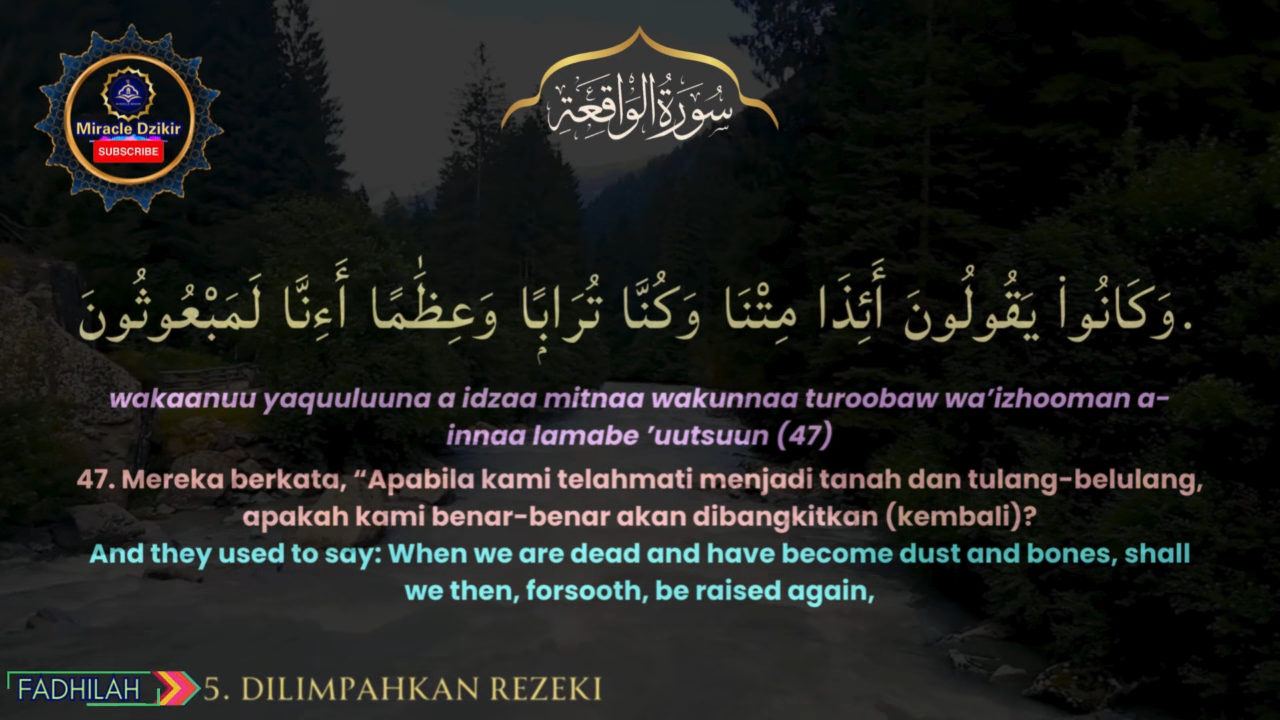 Miracle Dzikir
SUBSCRIBE
سُورَةُ الْوَاقِعَةِ
وَكَانُوا۟ يَقُولُونَ أَئِذَا مِتْنَا وَكُنَّا تُرَابًۭا وَعِظَٰمًا أَءِنَّا لَمَبْعُوثُونَ.
wakaanuu yaquuluuna a idzaa mitnaa wakunnaa turoobaw wa’izhooman a-
innaa lamabe ’uutsuun (47)
47. Mereka berkata, “Apabila kami telahmati menjadi tanah dan tulang-belulang,
apakah kami benar-benar akan dibangkitkan (kembali)?
And they used to say: When we are dead and have become dust and bones, shall
we then, forsooth, be raised again,
FADHILAH 5. DILIMPAHKAN REZEKI